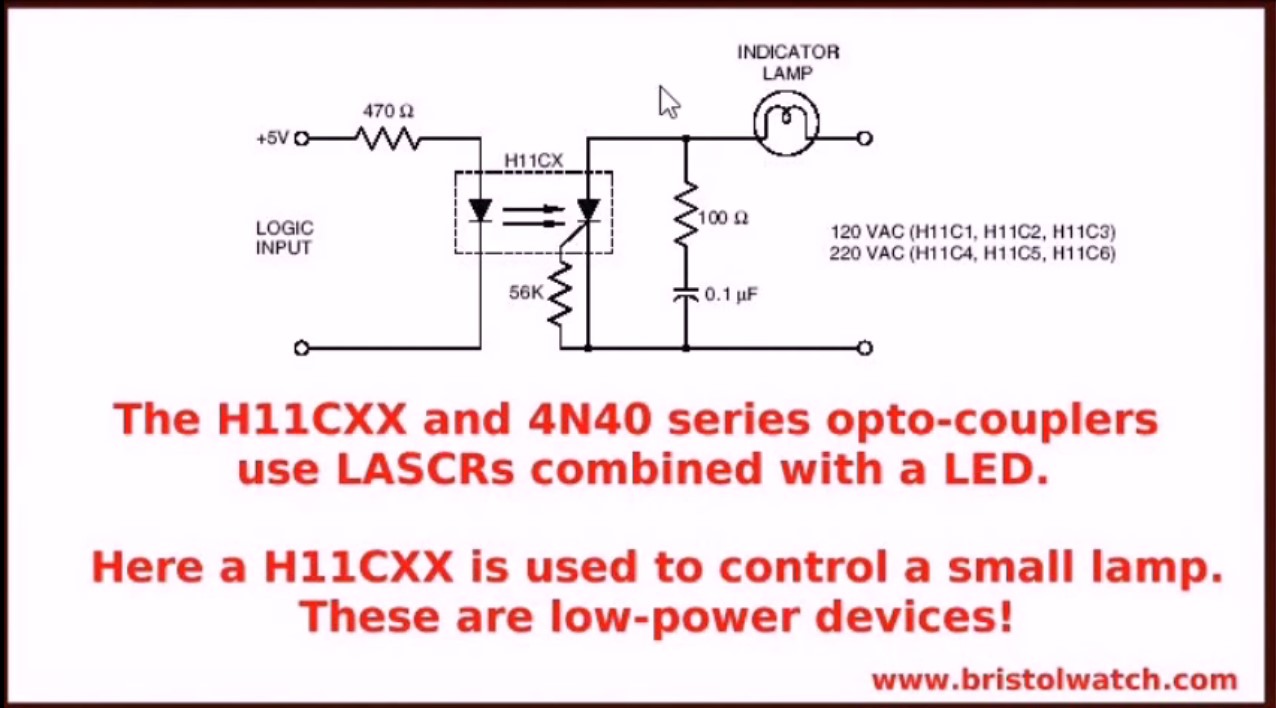 INDICATOR
LAMP
470 Ω
+5V
H11CX
LOGIC
INPUT
100 Ω
120 VAC (H11C1, H11C2, H11C3)
220 VAC (H11C4, H11C5, H11C6)
56K
0.1 µF
The H11CXX and 4N40 series opto-couplers
use LASCRs combined with a LED.
Here a H11CXX is used to control a small lamp.
These are low-power devices!
www.bristolwatch.com